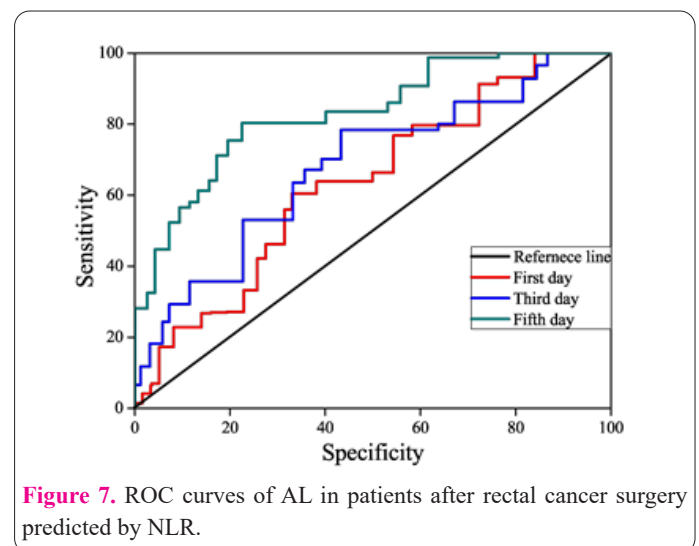 100
80
60
40
20
0
Sensitivity
Refernece line
First day
Third day
Fifth day
0 20 40 60 80 100
Specificity
Figure 7. ROC curves of AL in patients after rectal cancer surgery
predicted by NLR.